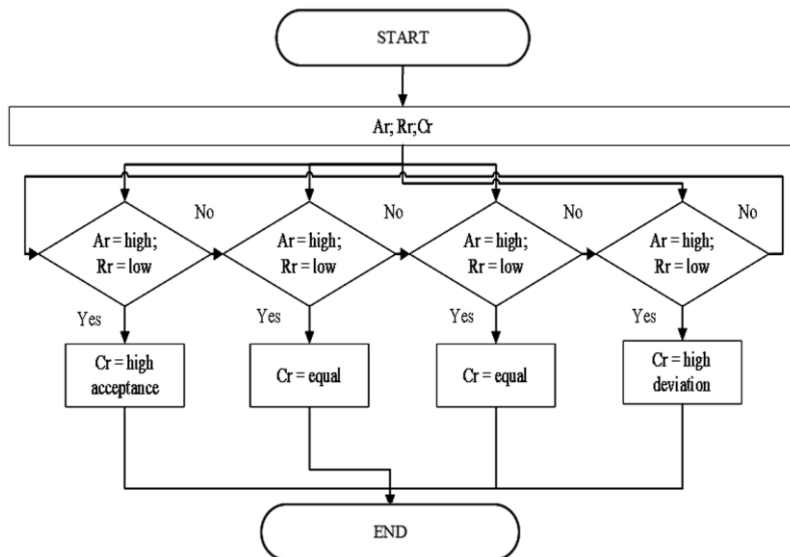 START
Ar; Rr;Cr
No
No
No
No
Ar = high;
Rr = low
Ar = high;
Rr = low
Ar = high;
Rr = low
Ar = high;
Rr = low
Yes
Yes
Yes
Yes
Cr = high
acceptance
Cr = equal
Cr = equal
Cr = high
deviation
END